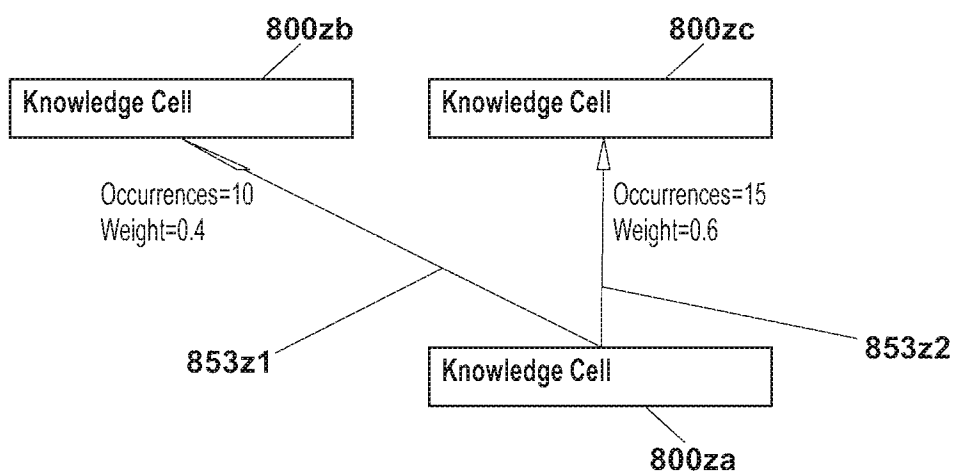 800zb
800zc
Knowledge Cell
Knowledge Cell
Occurrences=10
Weight=0.4
Occurrences=15
Weight=0.6
853z1
853z2
Knowledge Cell
800za